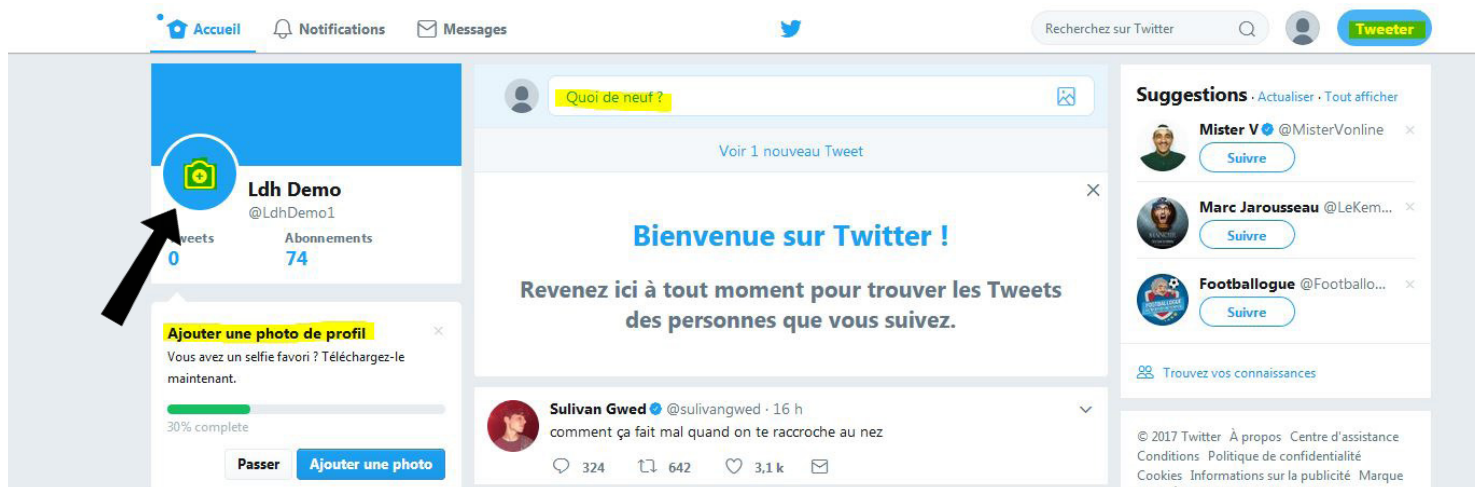 Accueil Notifications Messages Recherchez sur Twitter Tweeter
Ldh Demo
@LdhDemo1
Tweets Abonnements
0 74
Ajouter une photo de profil
Vous avez un selfie favori ? Téléchargez-le
maintenant.
30% complete
Passer Ajouter une photo
Quoi de neuf ?
Voir 1 nouveau Tweet
Bienvenue sur Twitter !
Revenez ici à tout moment pour trouver les Tweets
des personnes que vous suivez.
Sulivan Gwed @sulivangwed · 16 h
comment ça fait mal quand on te raccroche au nez
324 642 3,1 k
Suggestions · Actualiser · Tout afficher
Mister V @MisterVonline
Suivre
Marc Jarousseau @LeKem...
Suivre
Footballogue @Footballo...
Suivre
Trouvez vos connaissances
© 2017 Twitter À propos Centre d'assistance
Conditions Politique de confidentialité
Cookies Informations sur la publicité Marque